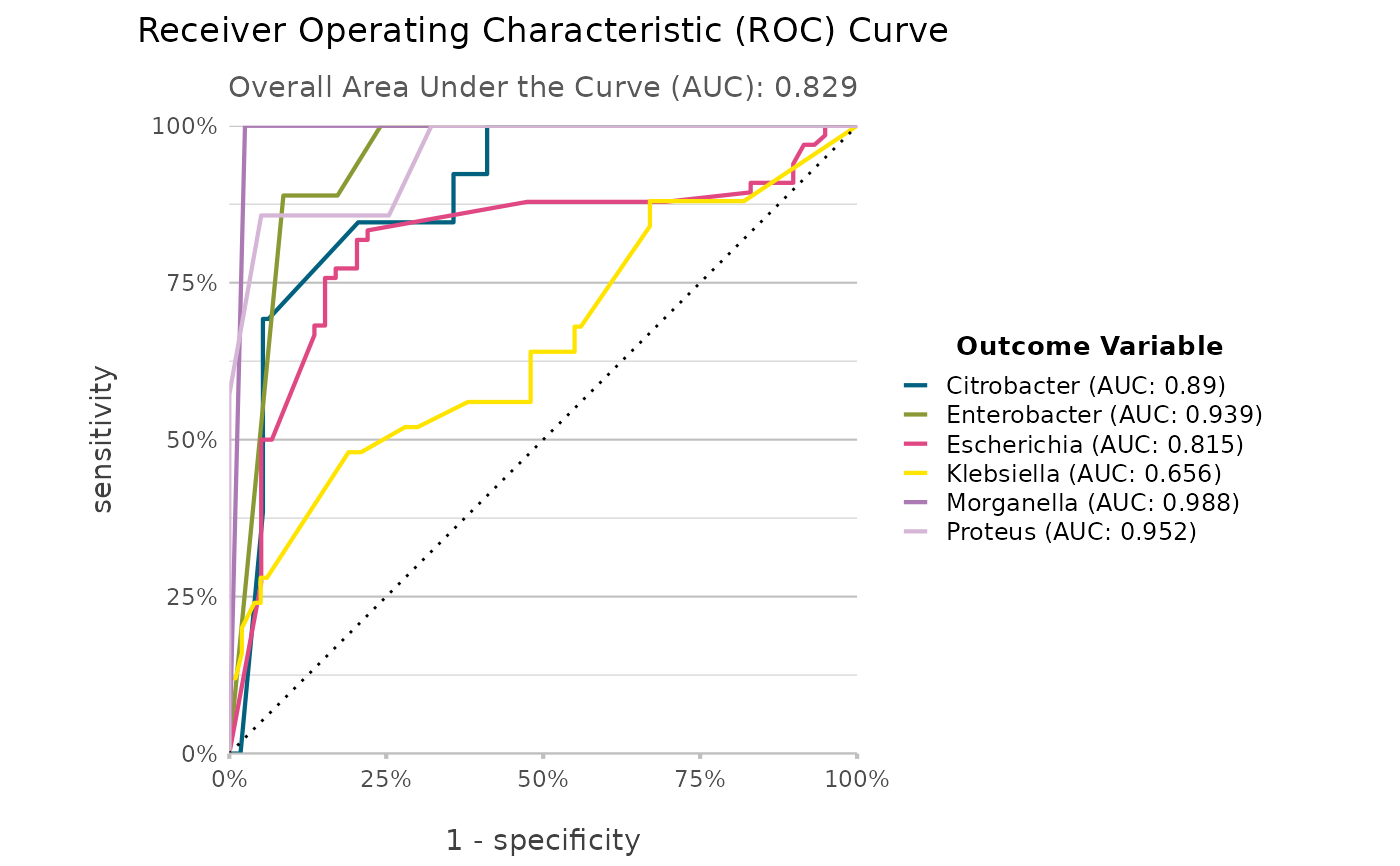 Receiver Operating Characteristic (ROC) Curve
Overall Area Under the Curve (AUC): 0.829
100%
75%
50%
25%
0%
sensitivity
0%
25%
50%
75%
100%
1 - specificity
Outcome Variable
Citrobacter (AUC: 0.89)
Enterobacter (AUC: 0.939)
Escherichia (AUC: 0.815)
Klebsiella (AUC: 0.656)
Morganella (AUC: 0.988)
Proteus (AUC: 0.952)